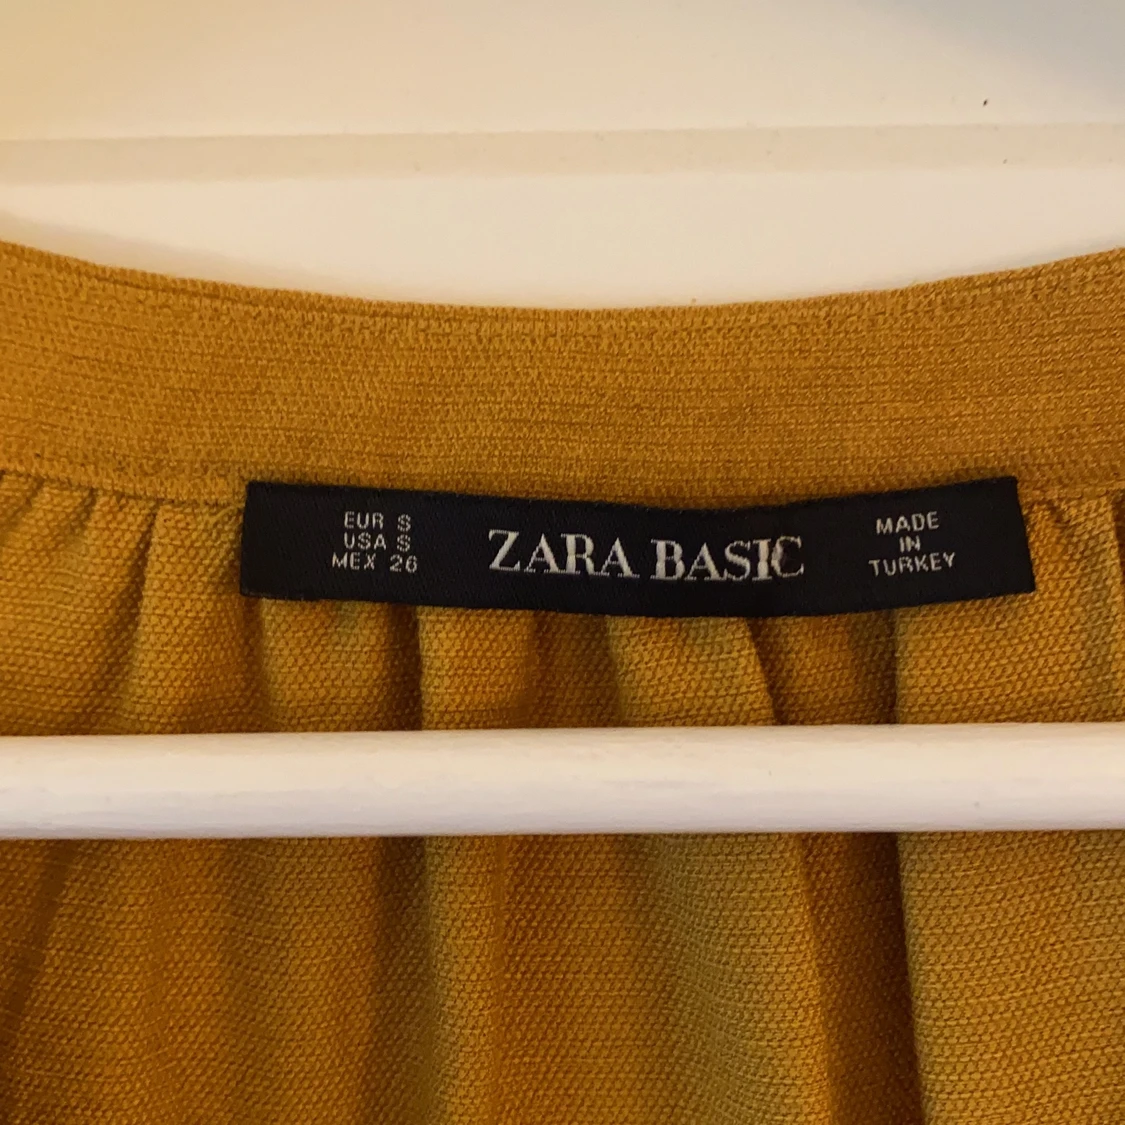 EUR S
USA S
MEX 26
ZARA BASIC
MADE
IN
TURKEY